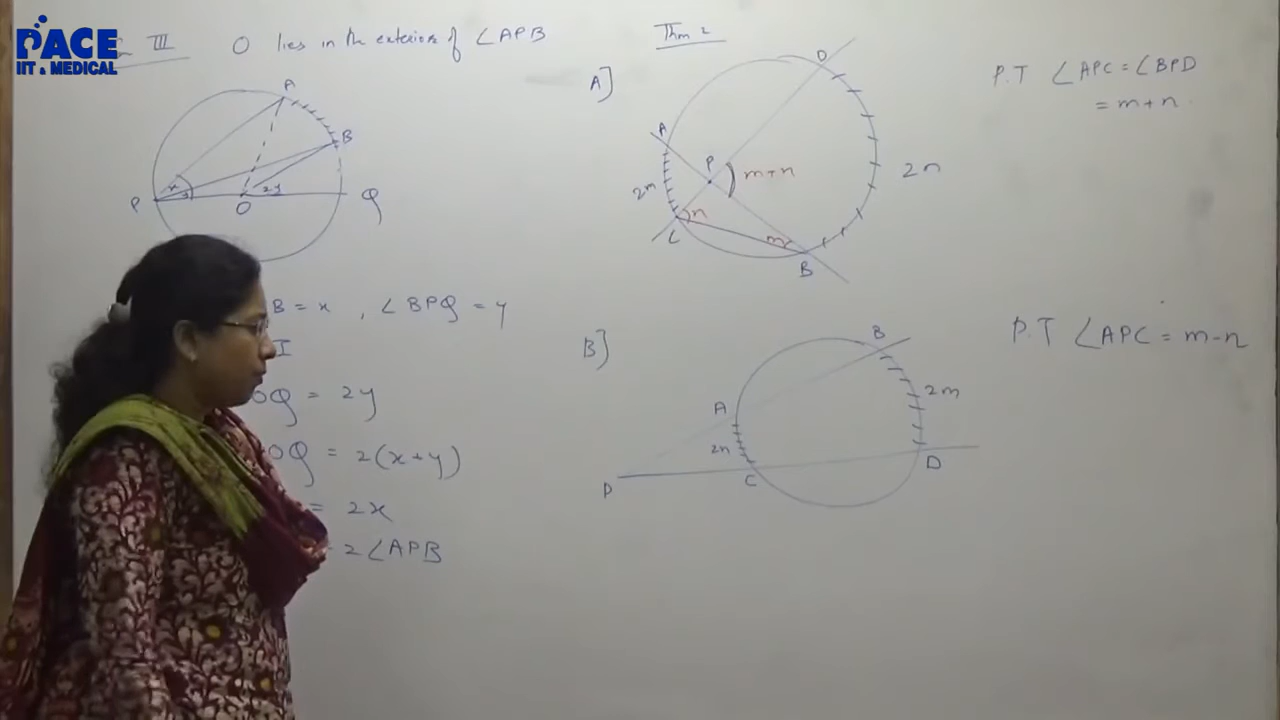 PACE
IIT & MEDICAL
III O lies in the exterior of ∠APB
A
B
x
P
O
2y
Q
B = x , ∠BPQ = y
I
OQ = 2y
OQ = 2(x+y)
= 2x
2∠APB
Thm 2
A]
D
A
P
m+n
2m
n
2n
C
m
B
P.T ∠APC = ∠BPD
= m+n
B]
B
A
2m
2n
P
C
D
P.T ∠APC = m-n